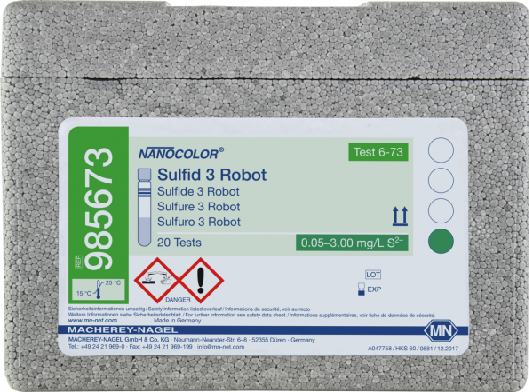 NANOCOLOR®
Test 6-73
REF 985673
Sulfid 3 Robot
Sulfide 3 Robot
Sulfure 3 Robot
Sulfuro 3 Robot
20 Tests
0.05–3.00 mg/L S²⁻
15 °C
LOT
EXP
DANGER
www.mn-net.com
Made in Germany
MACHEREY-NAGEL
MN
MACHEREY-NAGEL GmbH & Co. KG · Neumann-Neander-Str. 6-8 · 52355 Düren · Germany
Tel.: +49 24 21 969-0 · Fax: +49 24 21 969-199 · info@mn-net.com